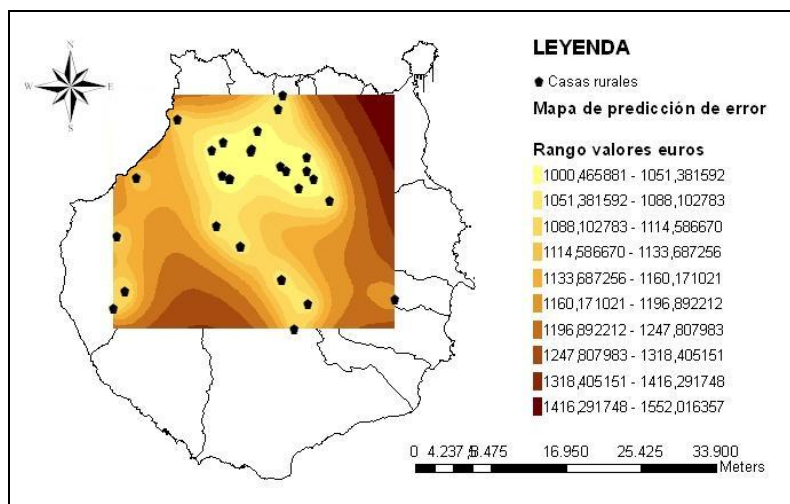 N
W E
S
LEYENDA
Casas rurales
Mapa de predicción de error
Rango valores euros
1000,465881 - 1051,381592
1051,381592 - 1088,102783
1088,102783 - 1114,586670
1114,586670 - 1133,687256
1133,687256 - 1160,171021
1160,171021 - 1196,892212
1196,892212 - 1247,807983
1247,807983 - 1318,405151
1318,405151 - 1416,291748
1416,291748 - 1552,016357
0 8.475 16.950 25.425 33.900
Meters